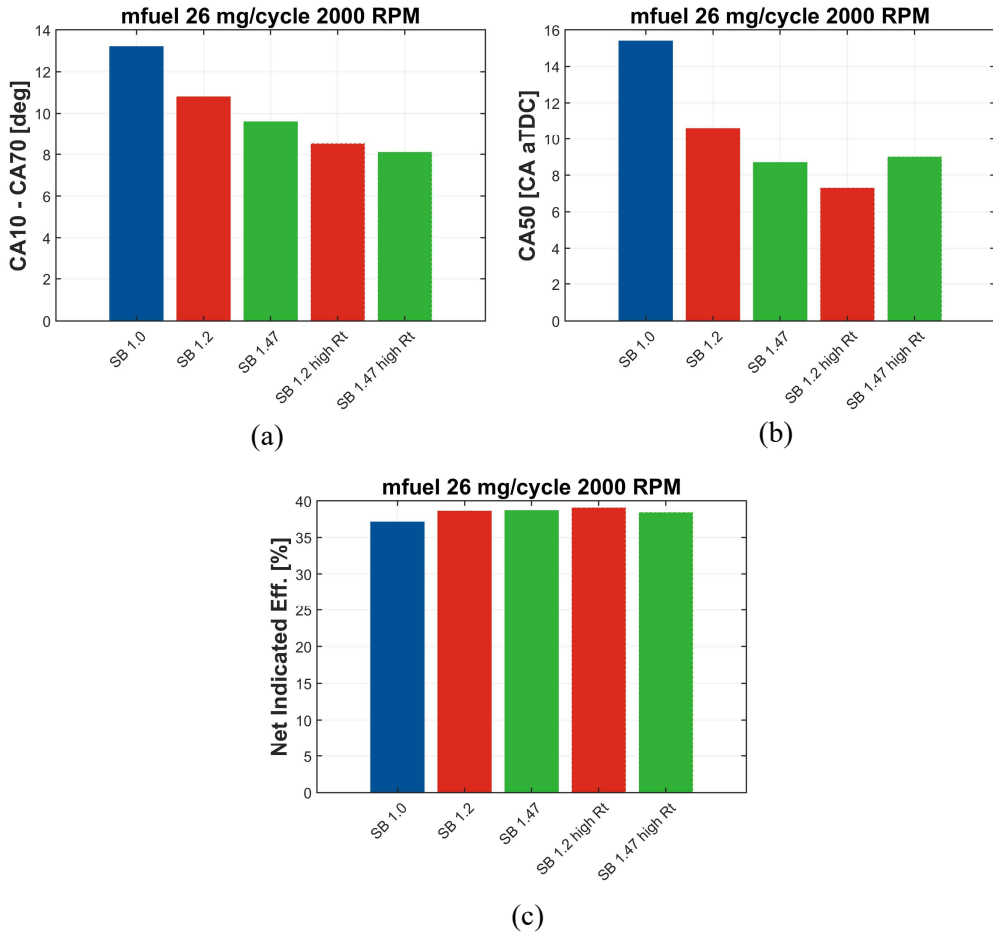 mfuel 26 mg/cycle 2000 RPM
CA10 - CA70 [deg]
14
12
10
8
6
4
2
0
SB 1.0
SB 1.2
SB 1.47
SB 1.2 high Rt
SB 1.47 high Rt
(a)
mfuel 26 mg/cycle 2000 RPM
CA50 [CA aTDC]
16
14
12
10
8
6
4
2
0
SB 1.0
SB 1.2
SB 1.47
SB 1.2 high Rt
SB 1.47 high Rt
(b)
mfuel 26 mg/cycle 2000 RPM
Net Indicated Eff. [%]
40
35
30
25
20
15
10
5
0
SB 1.0
SB 1.2
SB 1.47
SB 1.2 high Rt
SB 1.47 high Rt
(c)